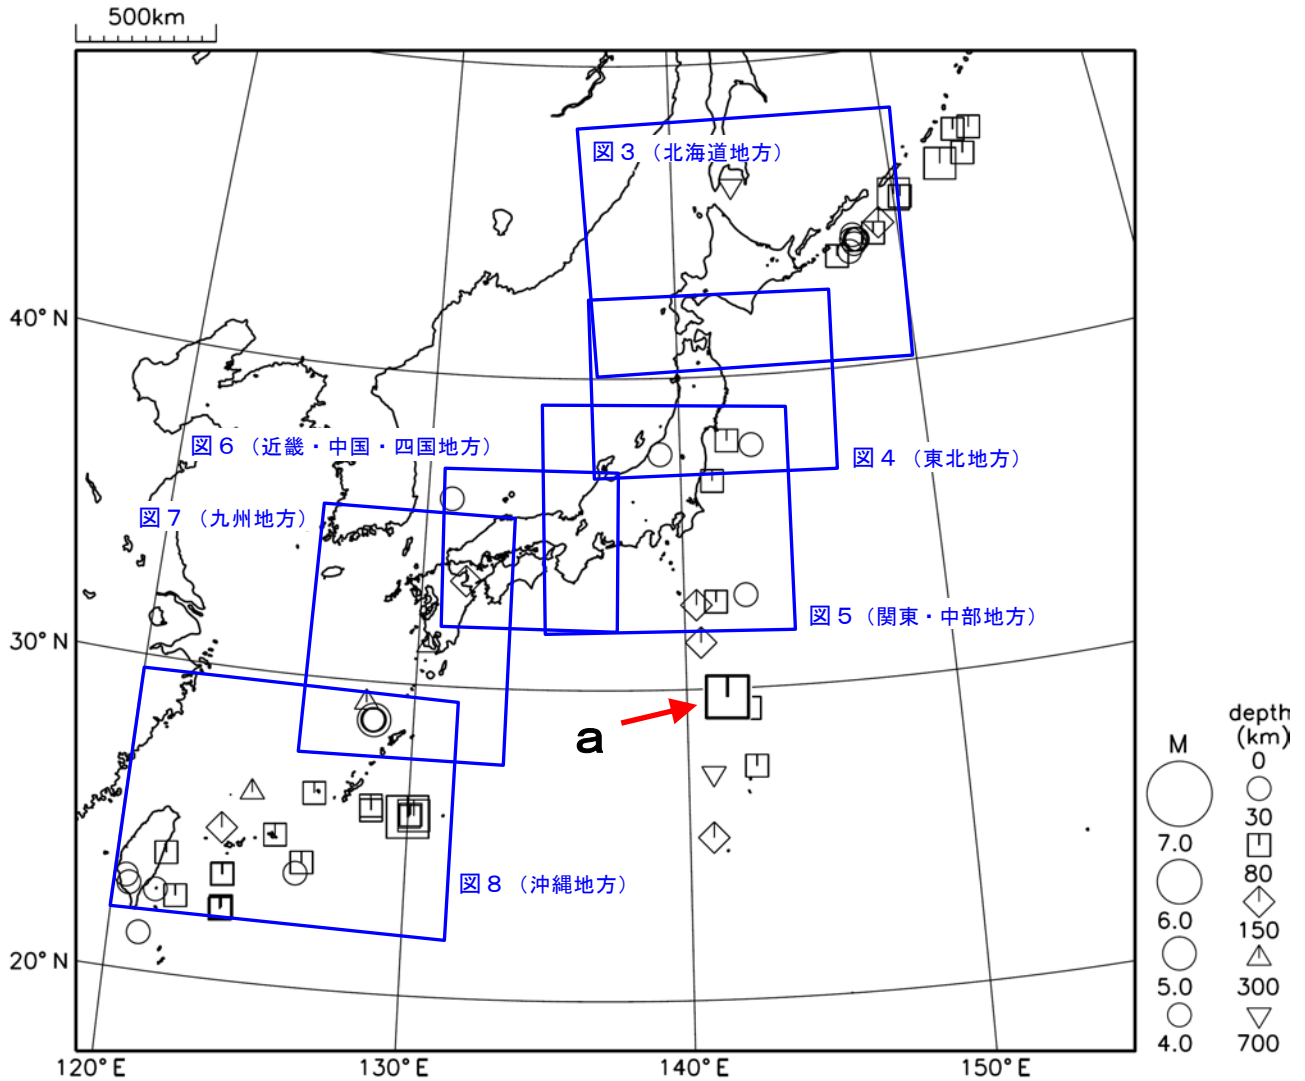 500km
図3（北海道地方）
40°N
図6（近畿・中国・四国地方）
図4（東北地方）
図7（九州地方）
図5（関東・中部地方）
30°N
a
図8（沖縄地方）
20°N
120°E
130°E
140°E
150°E
M
7.0
6.0
5.0
4.0
depth
(km)
0
30
80
150
300
700